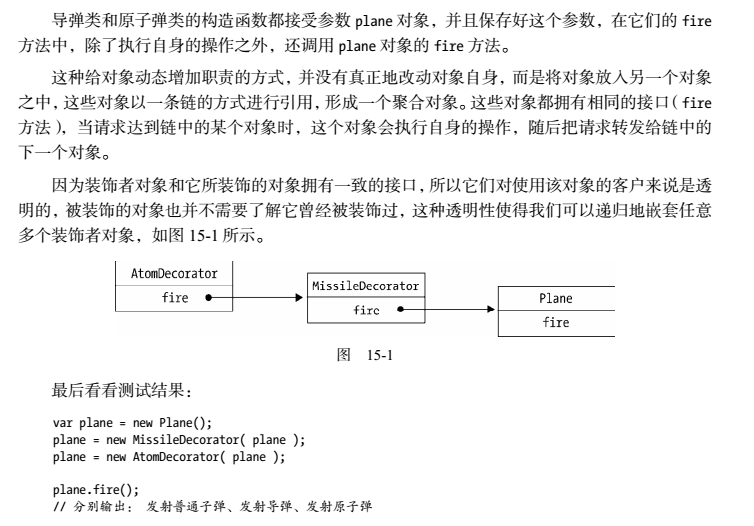 导弹类和原子弹类的构造函数都接受参数 plane 对象，并且保存好这个参数，在它们的 fire
方法中，除了执行自身的操作之外，还调用 plane 对象的 fire 方法。
这种给对象动态增加职责的方式，并没有真正地改动对象自身，而是将对象放入另一个对象
之中，这些对象以一条链的方式进行引用，形成一个聚合对象。这些对象都拥有相同的接口（fire
方法），当请求达到链中的某个对象时，这个对象会执行自身的操作，随后把请求转发给链中的
下一个对象。
因为装饰者对象和它所装饰的对象拥有一致的接口，所以它们对使用该对象的客户来说是透
明的，被装饰的对象也并不需要了解它曾经被装饰过，这种透明性使得我们可以递归地嵌套任意
多个装饰者对象，如图 15-1 所示。
AtomDecorator
fire
MissileDecorator
fire
Plane
fire
图 15-1
最后看看测试结果：
var plane = new Plane();
plane = new MissileDecorator( plane );
plane = new AtomDecorator( plane );
plane.fire();
// 分别输出： 发射普通子弹、发射导弹、发射原子弹